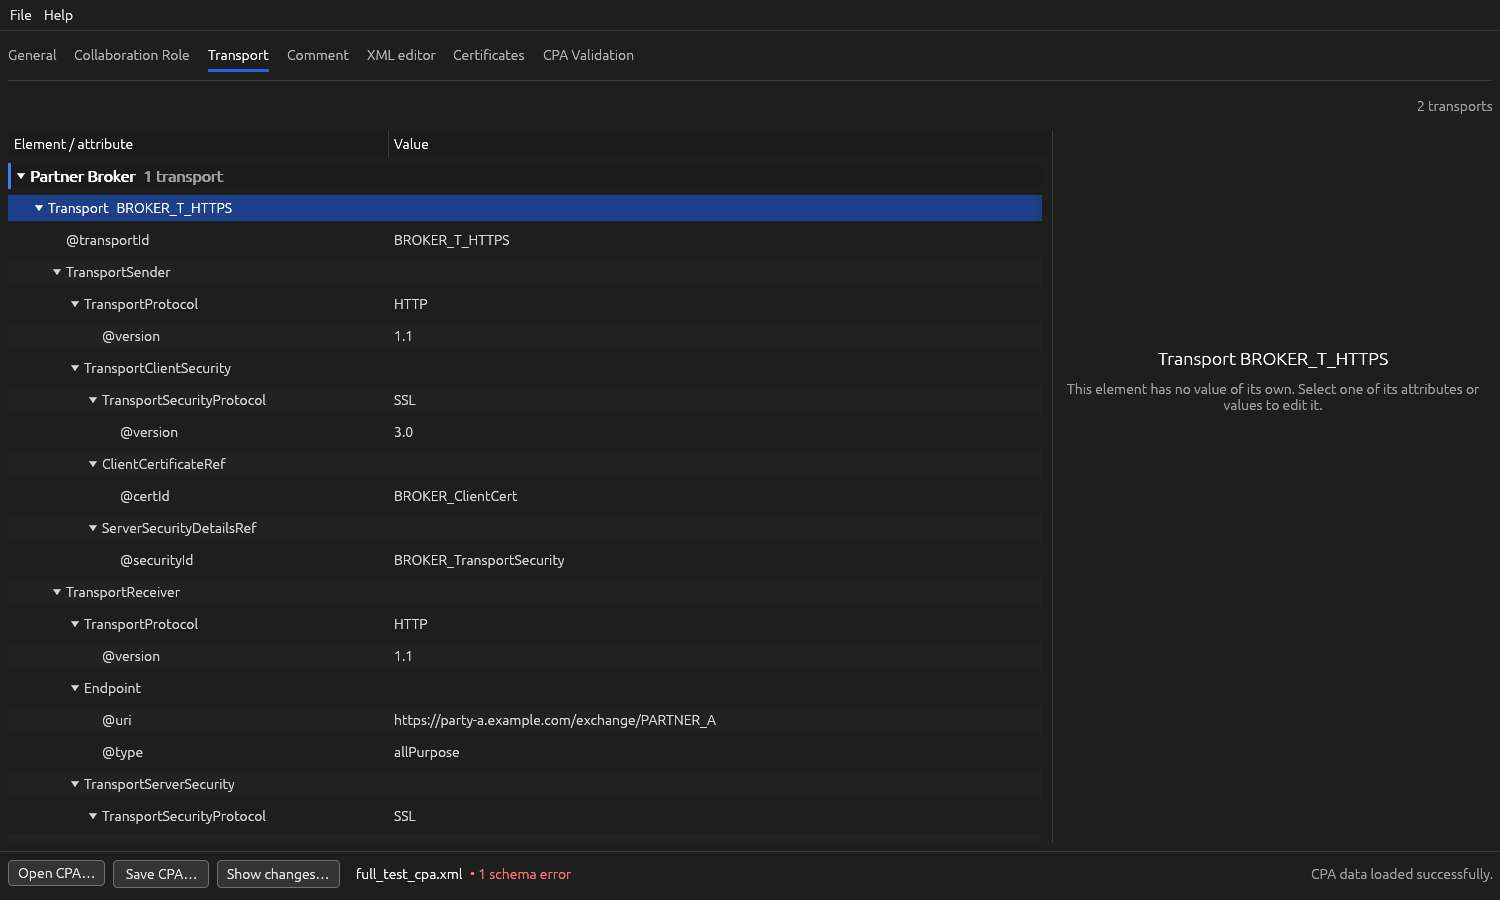 File Help
General Collaboration Role Transport Comment XML editor Certificates CPA Validation
2 transports
Element / attribute Value
Partner Broker 1 transport
Transport BROKER_T_HTTPS
@transportId BROKER_T_HTTPS
TransportSender
TransportProtocol HTTP
@version 1.1
TransportClientSecurity
TransportSecurityProtocol SSL
@version 3.0
ClientCertificateRef
@certId BROKER_ClientCert
ServerSecurityDetailsRef
@securityId BROKER_TransportSecurity
TransportReceiver
TransportProtocol HTTP
@version 1.1
Endpoint
@uri https://party-a.example.com/exchange/PARTNER_A
@type allPurpose
TransportServerSecurity
TransportSecurityProtocol SSL
Transport BROKER_T_HTTPS
This element has no value of its own. Select one of its attributes or
values to edit it.
Open CPA... Save CPA... Show changes... full_test_cpa.xml • 1 schema error CPA data loaded successfully.